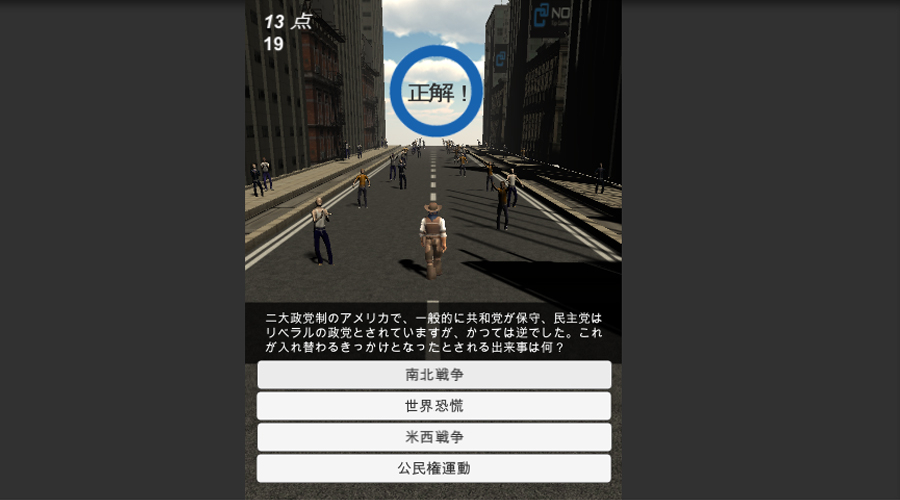 13 点
19
NO
正解！
二大政党制のアメリカで、一般的に共和党が保守、民主党は
リベラルの政党とされていますが、かつては逆でした。これ
が入れ替わるきっかけとなったとされる出来事は何？
南北戦争
世界恐慌
米西戦争
公民権運動